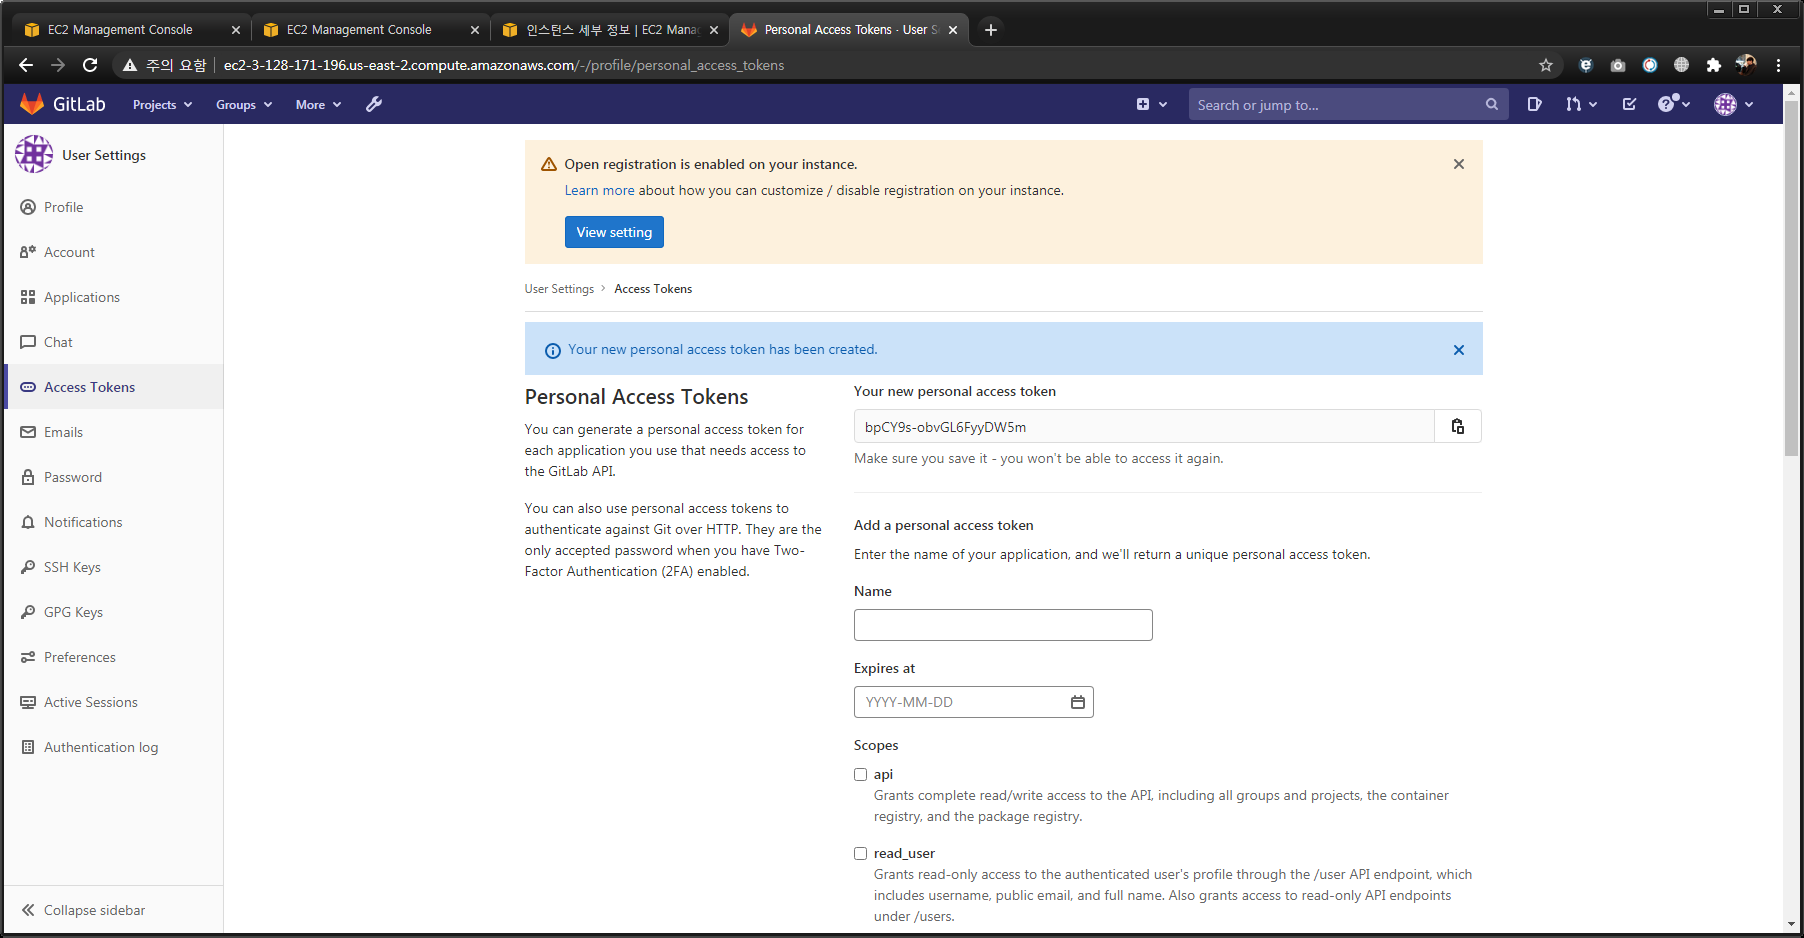 EC2 Management Console
EC2 Management Console
인스턴스 세부 정보 | EC2 Mana
Personal Access Tokens · User S
주의 요함
ec2-3-128-171-196.us-east-2.compute.amazonaws.com/-/profile/personal_access_tokens
GitLab
Projects
Groups
More
Search or jump to...
User Settings
Profile
Account
Applications
Chat
Access Tokens
Emails
Password
Notifications
SSH Keys
GPG Keys
Preferences
Active Sessions
Authentication log
Collapse sidebar
Open registration is enabled on your instance.
Learn more about how you can customize / disable registration on your instance.
View setting
User Settings > Access Tokens
Your new personal access token has been created.
Personal Access Tokens
You can generate a personal access token for
each application you use that needs access to
the GitLab API.
You can also use personal access tokens to
authenticate against Git over HTTP. They are the
only accepted password when you have Two-
Factor Authentication (2FA) enabled.
Your new personal access token
bpCY9s-obvGL6FyyDW5m
Make sure you save it - you won't be able to access it again.
Add a personal access token
Enter the name of your application, and we'll return a unique personal access token.
Name
Expires at
YYYY-MM-DD
Scopes
api
Grants complete read/write access to the API, including all groups and projects, the container
registry, and the package registry.
read_user
Grants read-only access to the authenticated user's profile through the /user API endpoint, which
includes username, public email, and full name. Also grants access to read-only API endpoints
under /users.